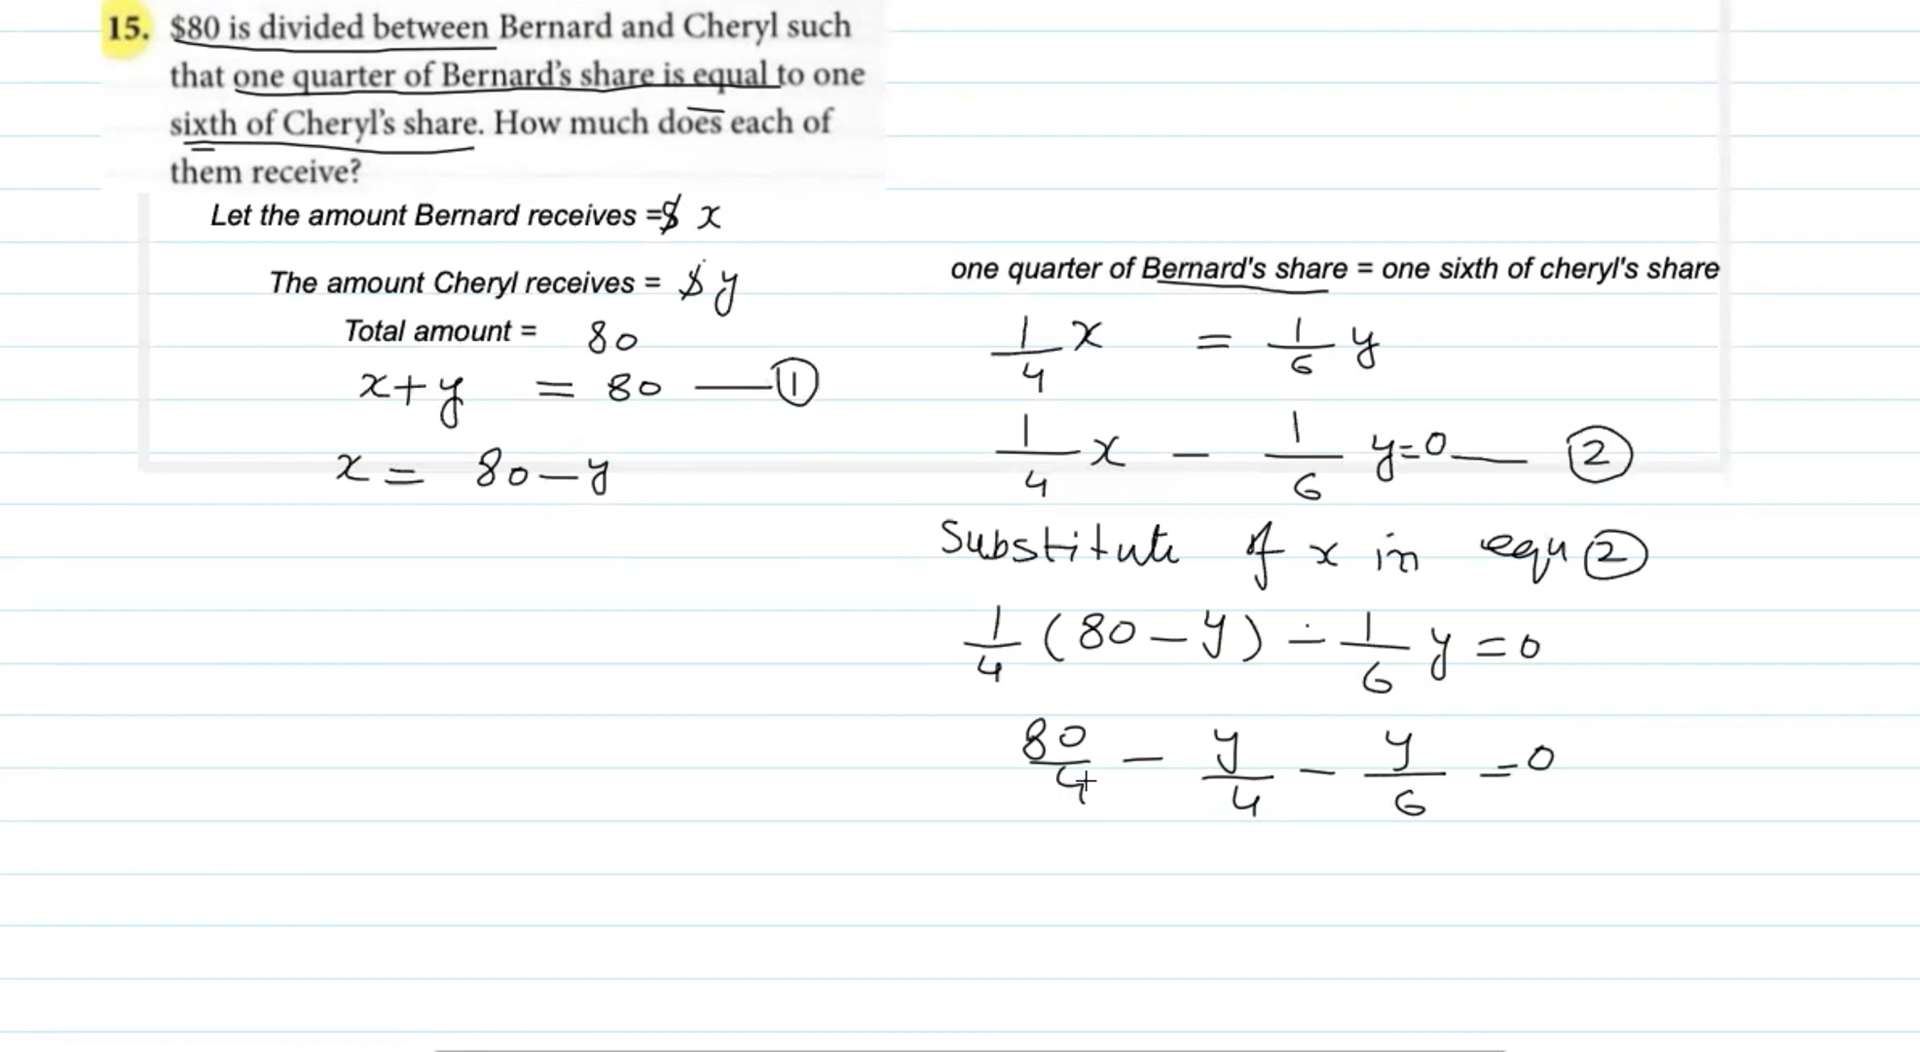 15. $80 is divided between Bernard and Cheryl such
that one quarter of Bernard's share is equal to one
sixth of Cheryl's share. How much does each of
them receive?
Let the amount Bernard receives =$ x
The amount Cheryl receives = $ y
Total amount = 80
x+y = 80 —①
x = 80-y
one quarter of Bernard's share = one sixth of cheryl's share
1/4 x = 1/6 y
1/4 x - 1/6 y=0 — ②
Substitute of x in equ ②
1/4 (80-y) - 1/6 y = 0
80/4 - y/4 - y/6 = 0